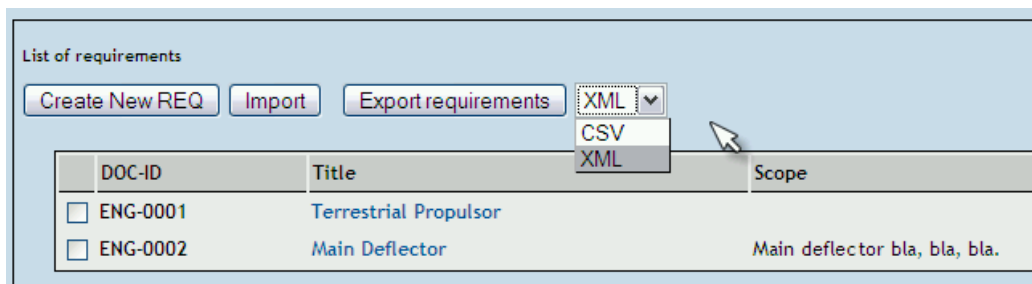 List of requirements
Create New REQ Import Export requirements XML
CSV
XML
DOC-ID Title Scope
ENG-0001 Terrestrial Propulsor
ENG-0002 Main Deflector Main deflector bla, bla, bla.